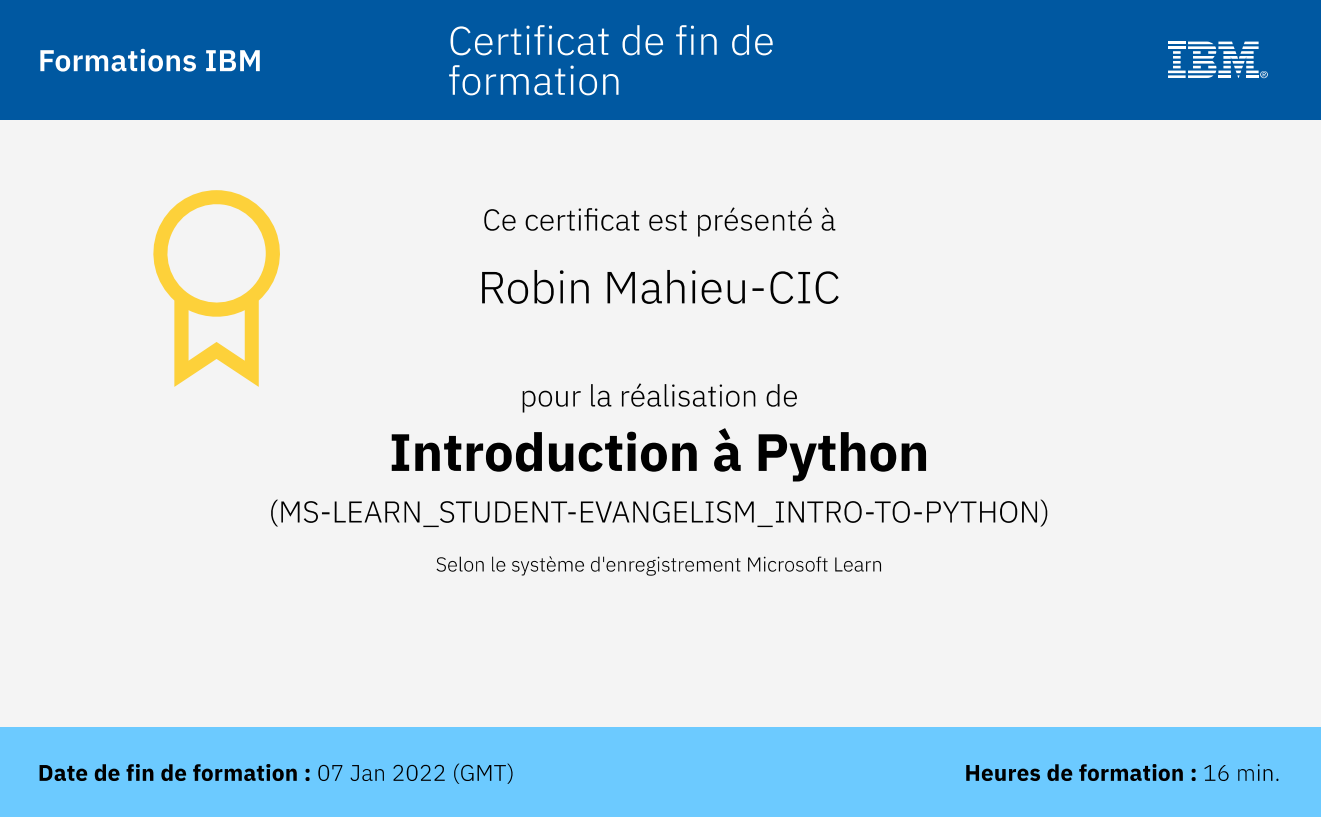 Formations IBM
Certificat de fin de
formation
IBM®
Ce certificat est présenté à
Robin Mahieu-CIC
pour la réalisation de
Introduction à Python
(MS-LEARN_STUDENT-EVANGELISM_INTRO-TO-PYTHON)
Selon le système d'enregistrement Microsoft Learn
Date de fin de formation : 07 Jan 2022 (GMT)
Heures de formation : 16 min.